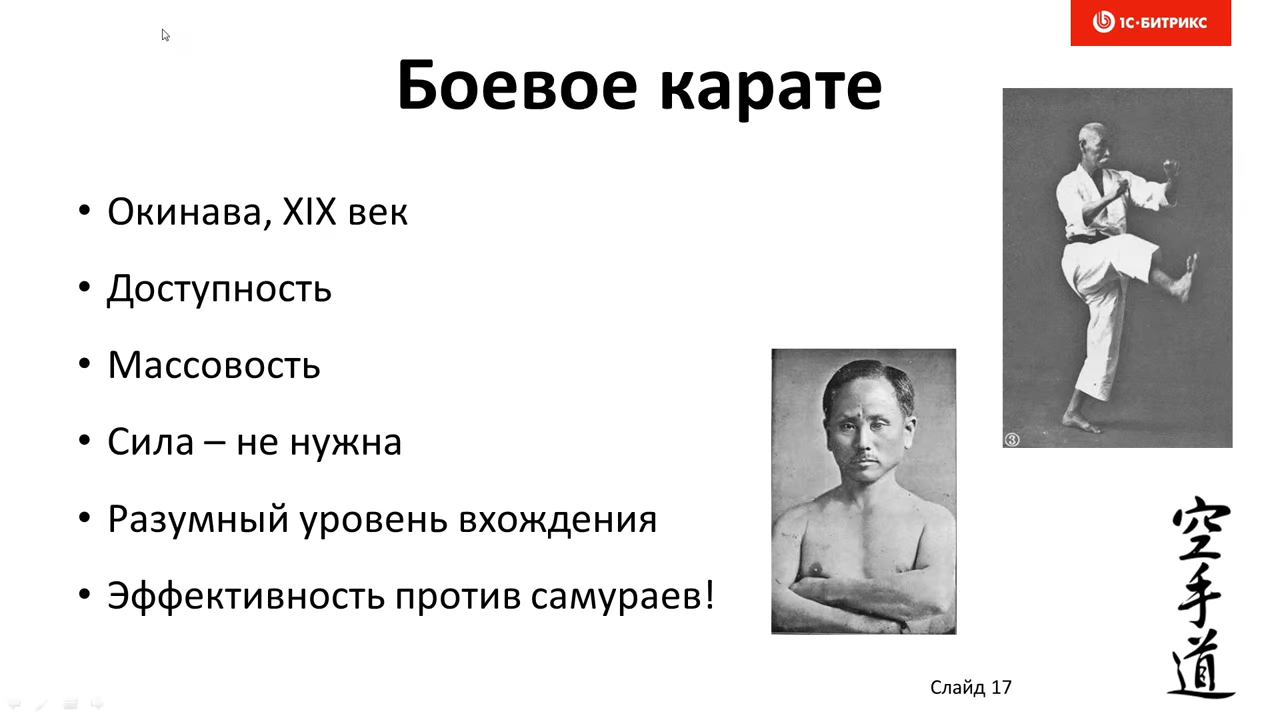 1С-БИТРИКС
Боевое карате
• Окинава, XIX век
• Доступность
• Массовость
• Сила – не нужна
• Разумный уровень вхождения
• Эффективность против самураев!
③
空
手
道
Слайд 17